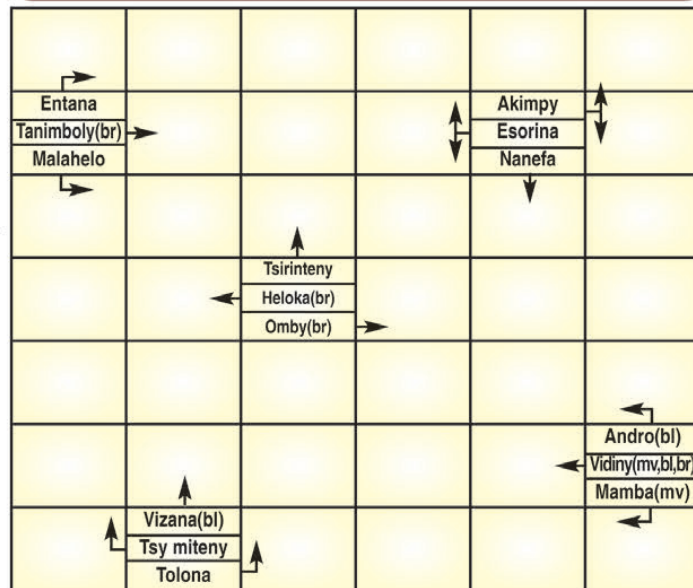 Entana
Tanimboly(br)
Malahelo
Akimpy
Esorina
Nanefa
Tsirinteny
Heloka(br)
Omby(br)
Andro(bl)
Vidiny(mv,bl,br)
Mamba(mv)
Vizana(bl)
Tsy miteny
Tolona